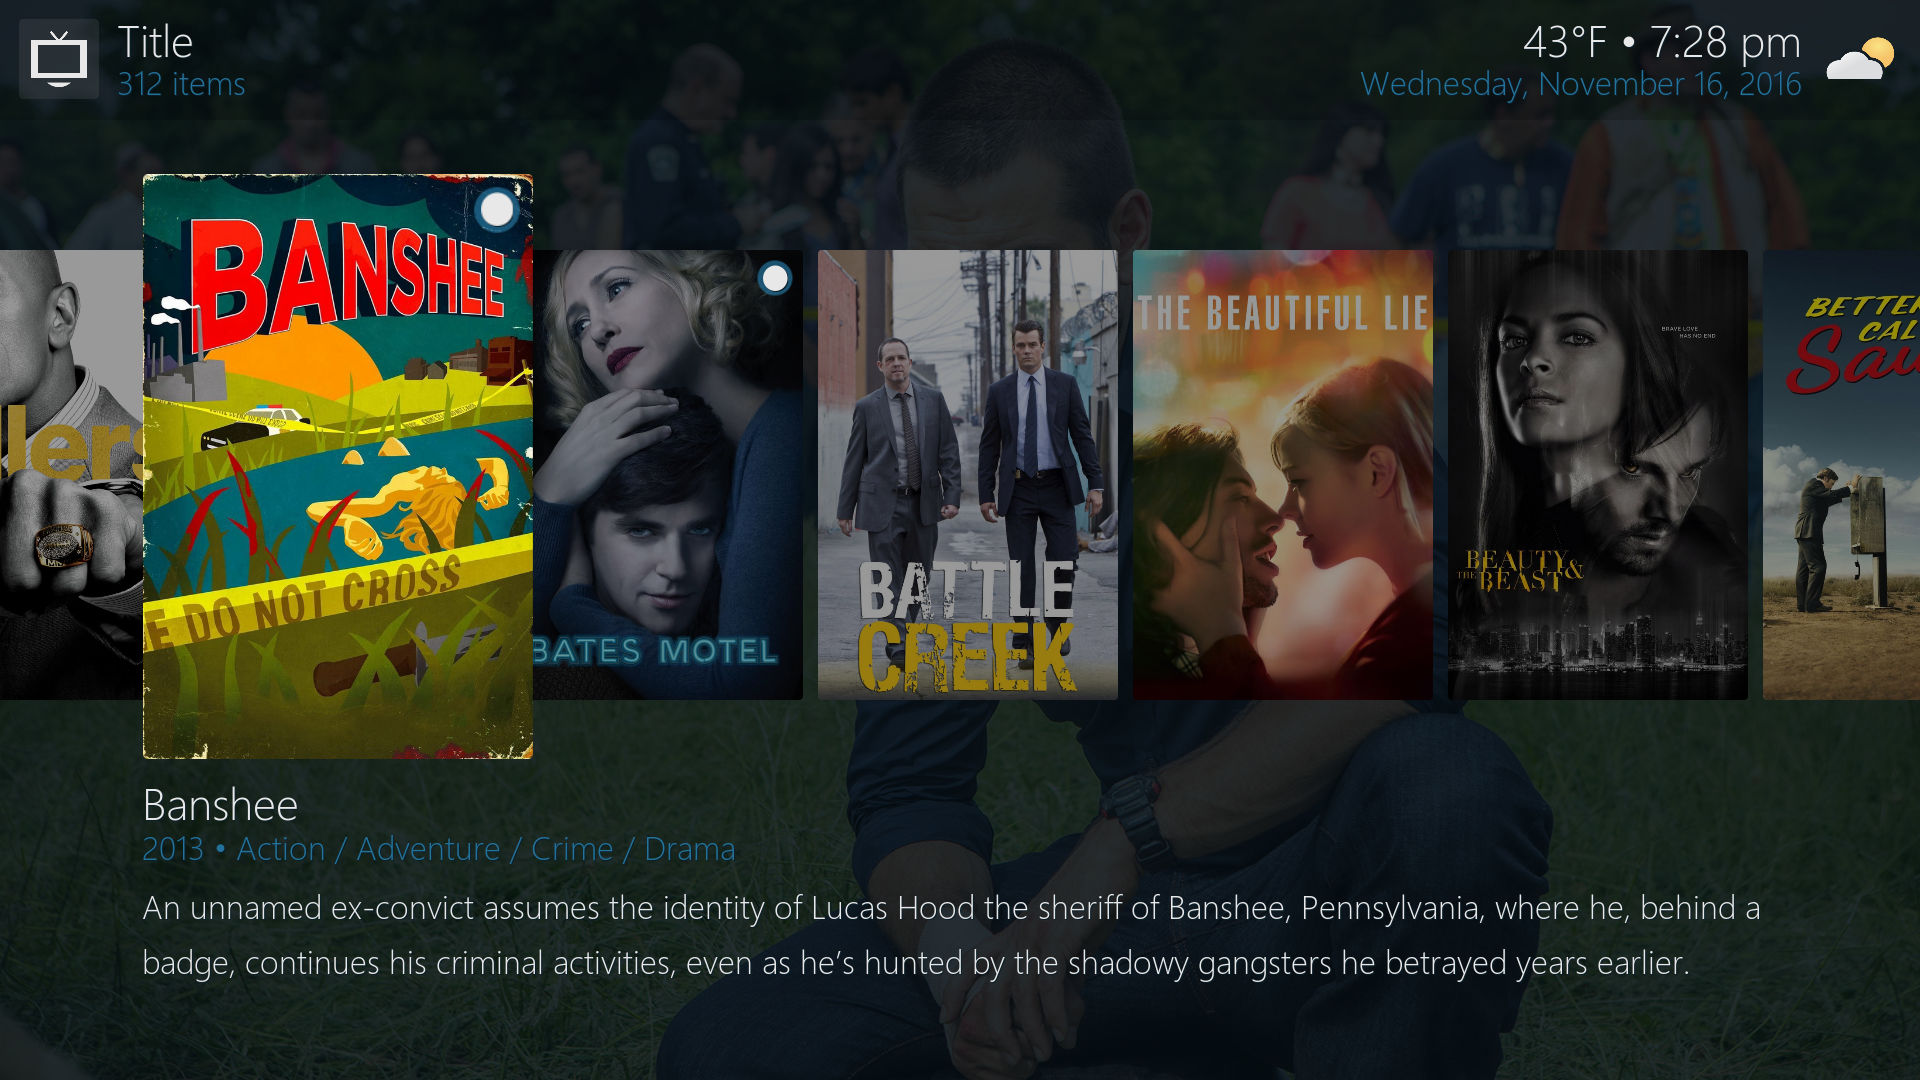 Title
312 items
43°F • 7:28 pm
Wednesday, November 16, 2016
BANSHEE
E DO NOT CROSS
lers
BATES MOTEL
BATTLE
CREEK
THE BEAUTIFUL LIE
BRAVE LOVE
HAS NO END
BEAUTY &
THE BEAST
BETTER
CAL
Sau
Banshee
2013 • Action / Adventure / Crime / Drama
An unnamed ex-convict assumes the identity of Lucas Hood the sheriff of Banshee, Pennsylvania, where he, behind a
badge, continues his criminal activities, even as he’s hunted by the shadowy gangsters he betrayed years earlier.